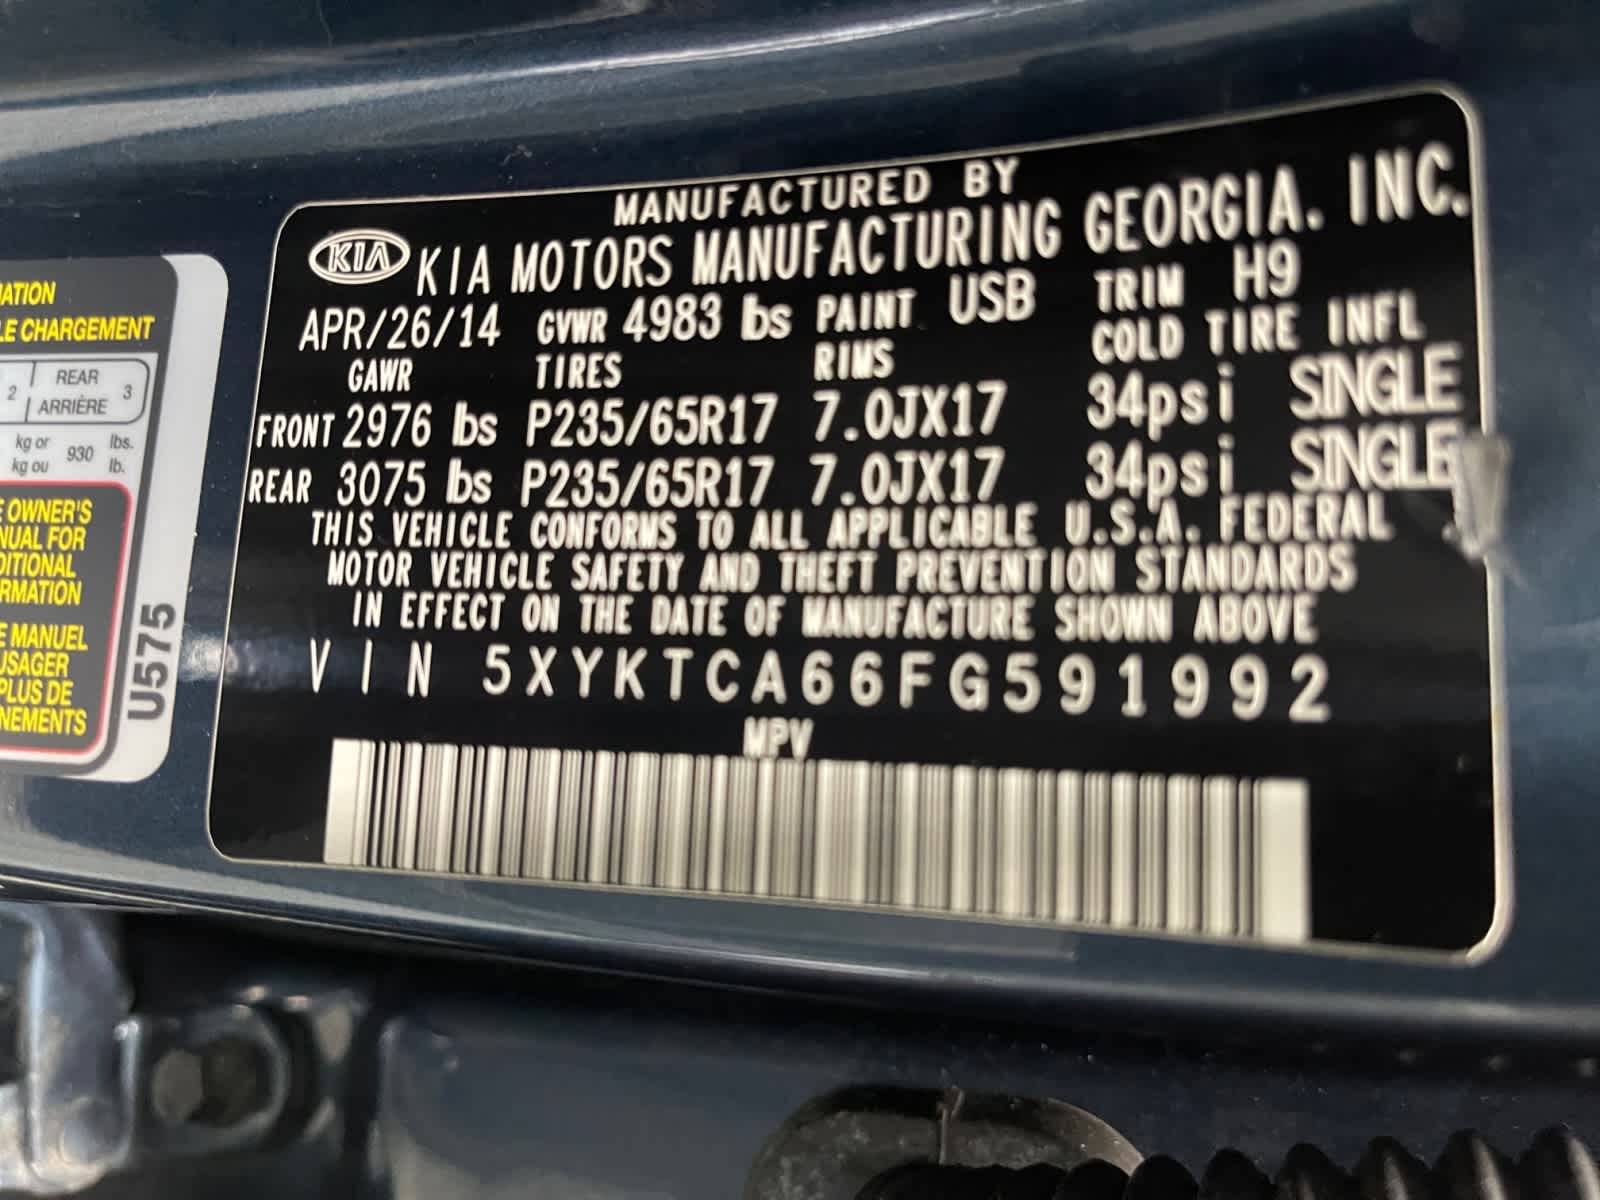 MANUFACTURED BY
KIA KIA MOTORS MANUFACTURING GEORGIA. INC.
APR/26/14 GVWR 4983 lbs PAINT USB TRIM H9
GAWR TIRES RIMS COLD TIRE INFL
FRONT 2976 lbs P235/65R17 7.0JX17 34psi SINGLE
REAR 3075 lbs P235/65R17 7.0JX17 34psi SINGLE
THIS VEHICLE CONFORMS TO ALL APPLICABLE U.S.A. FEDERAL
MOTOR VEHICLE SAFETY AND THEFT PREVENTION STANDARDS
IN EFFECT ON THE DATE OF MANUFACTURE SHOWN ABOVE
VIN 5XYKTCA66FG591992
MPV
MATION
LE CHARGEMENT
2 REAR 3
ARRIÈRE
kg or 930 lbs.
kg ou lb.
E OWNER'S
NUAL FOR
DITIONAL
RMATION
E MANUEL
USAGER
PLUS DE
NEMENTS
U575